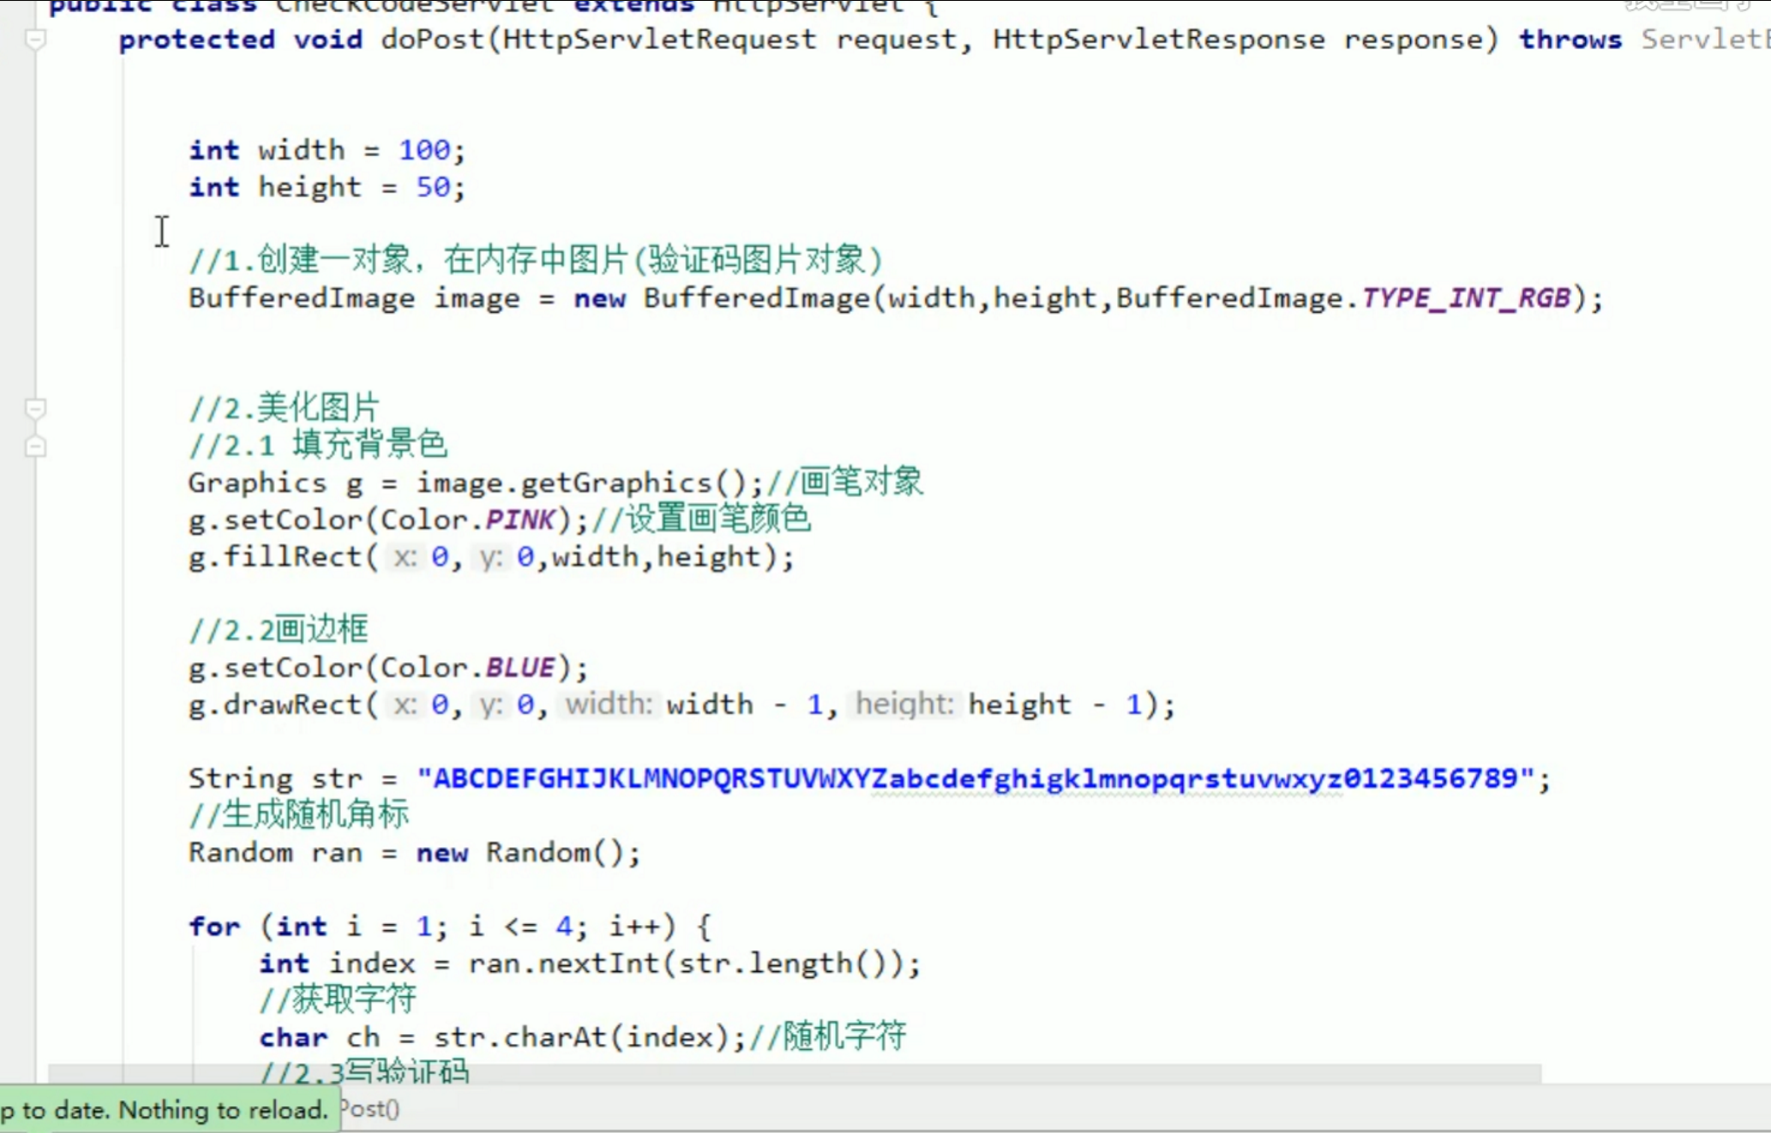 public class CheckCodeServlet extends HttpServlet {
protected void doPost(HttpServletRequest request, HttpServletResponse response) throws ServletE
int width = 100;
int height = 50;
//1.创建一对象，在内存中图片(验证码图片对象)
BufferedImage image = new BufferedImage(width,height,BufferedImage.TYPE_INT_RGB);
//2.美化图片
//2.1 填充背景色
Graphics g = image.getGraphics();//画笔对象
g.setColor(Color.PINK);//设置画笔颜色
g.fillRect( x: 0, y: 0,width,height);
//2.2画边框
g.setColor(Color.BLUE);
g.drawRect( x: 0, y: 0, width: width - 1, height: height - 1);
String str = "ABCDEFGHIJKLMNOPQRSTUVWXYZabcdefghigklmnopqrstuvwxyz0123456789";
//生成随机角标
Random ran = new Random();
for (int i = 1; i <= 4; i++) {
int index = ran.nextInt(str.length());
//获取字符
char ch = str.charAt(index);//随机字符
//2.3写验证码
p to date. Nothing to reload. Post()